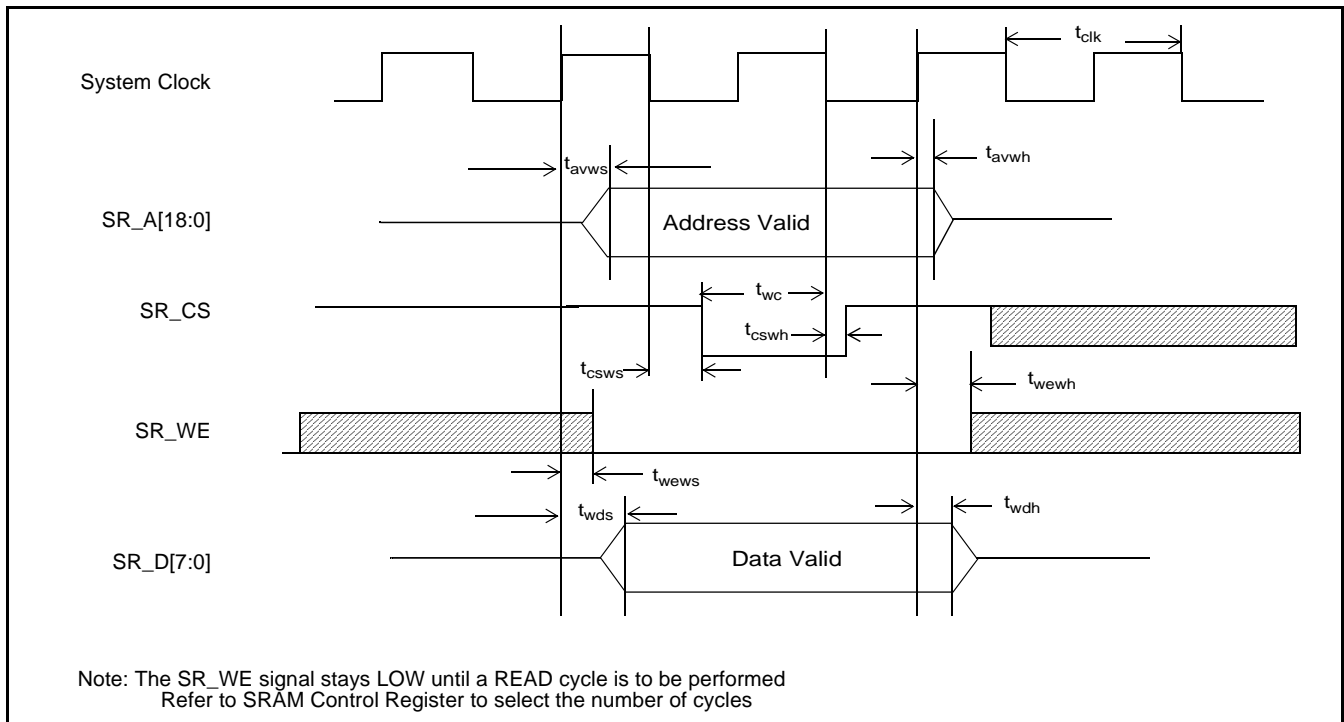 t_clk
System Clock
t_avws
t_avwh
SR_A[18:0]
Address Valid
t_wc
SR_CS
t_cswh
t_csws
t_wewh
SR_WE
t_wews
t_wds
t_wdh
SR_D[7:0]
Data Valid
Note: The SR_WE signal stays LOW until a READ cycle is to be performed
Refer to SRAM Control Register to select the number of cycles